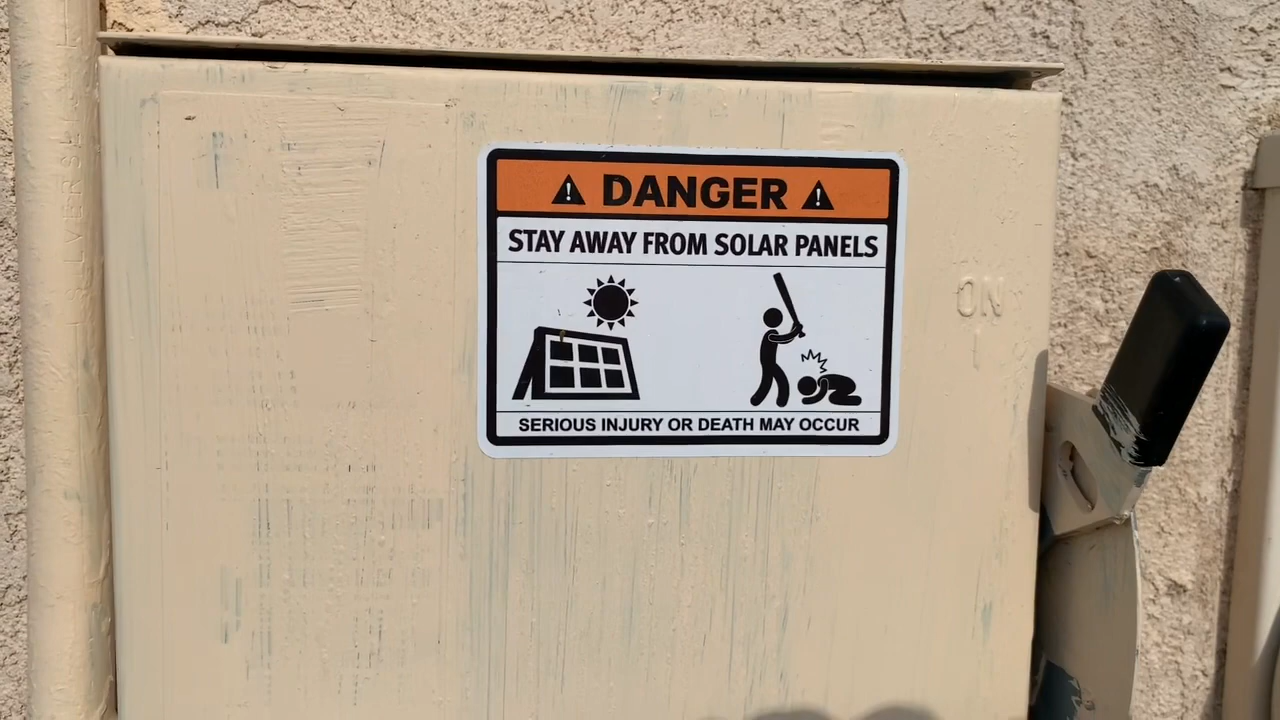 DANGER
STAY AWAY FROM SOLAR PANELS
SERIOUS INJURY OR DEATH MAY OCCUR
ON